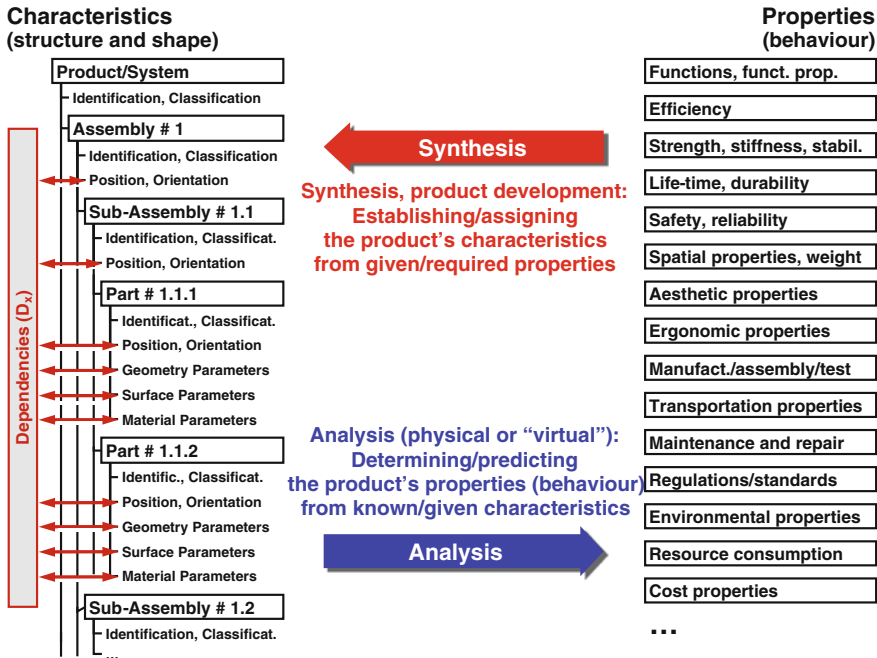 Characteristics
(structure and shape)
Product/System
Identification, Classification
Assembly # 1
Identification, Classification
Position, Orientation
Sub-Assembly # 1.1
Identification, Classificat.
Position, Orientation
Part # 1.1.1
Identificat., Classificat.
Position, Orientation
Geometry Parameters
Surface Parameters
Material Parameters
Part # 1.1.2
Identific., Classificat.
Position, Orientation
Geometry Parameters
Surface Parameters
Material Parameters
Sub-Assembly # 1.2
Identification, Classificat.
...
Dependencies (Dx)
Synthesis
Synthesis, product development:
Establishing/assigning
the product's characteristics
from given/required properties
Analysis (physical or “virtual”):
Determining/predicting
the product's properties (behaviour)
from known/given characteristics
Analysis
Properties
(behaviour)
Functions, funct. prop.
Efficiency
Strength, stiffness, stabil.
Life-time, durability
Safety, reliability
Spatial properties, weight
Aesthetic properties
Ergonomic properties
Manufact./assembly/test
Transportation properties
Maintenance and repair
Regulations/standards
Environmental properties
Resource consumption
Cost properties
...